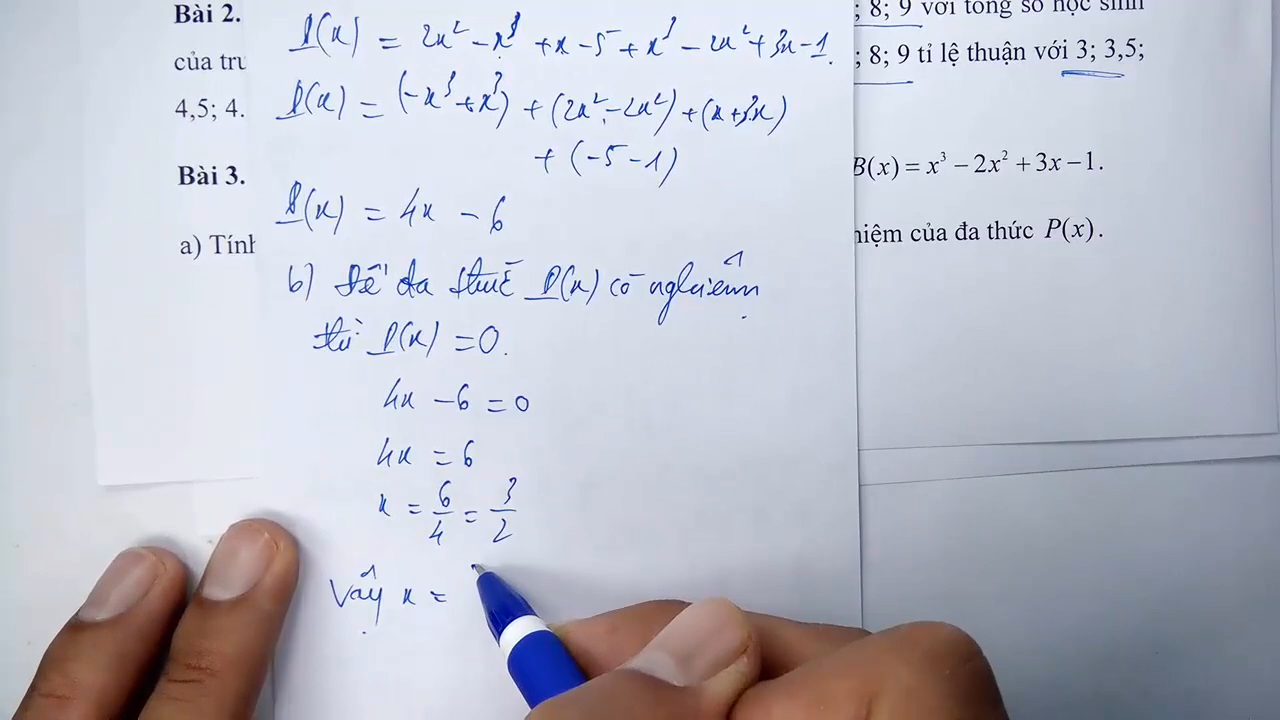 Bài 2.
; 8; 9 với tổng số học sinh
của trư
; 8; 9 tỉ lệ thuận với 3; 3,5;
4,5; 4.
Bài 3.
B(x) = x³ − 2x² + 3x − 1.
a) Tính
hiệm của đa thức P(x).
P(x) = 2x² − x³ + x − 5 + x³ − 2x² + 3x − 1.
P(x) = (−x³ + x³) + (2x² − 2x²) + (x + 3x)
+ (−5 − 1)
P(x) = 4x − 6
b) Để đa thức P(x) có nghiệm
thì P(x) = 0.
4x − 6 = 0
4x = 6
x = 6/4 = 3/2
Vậy x =